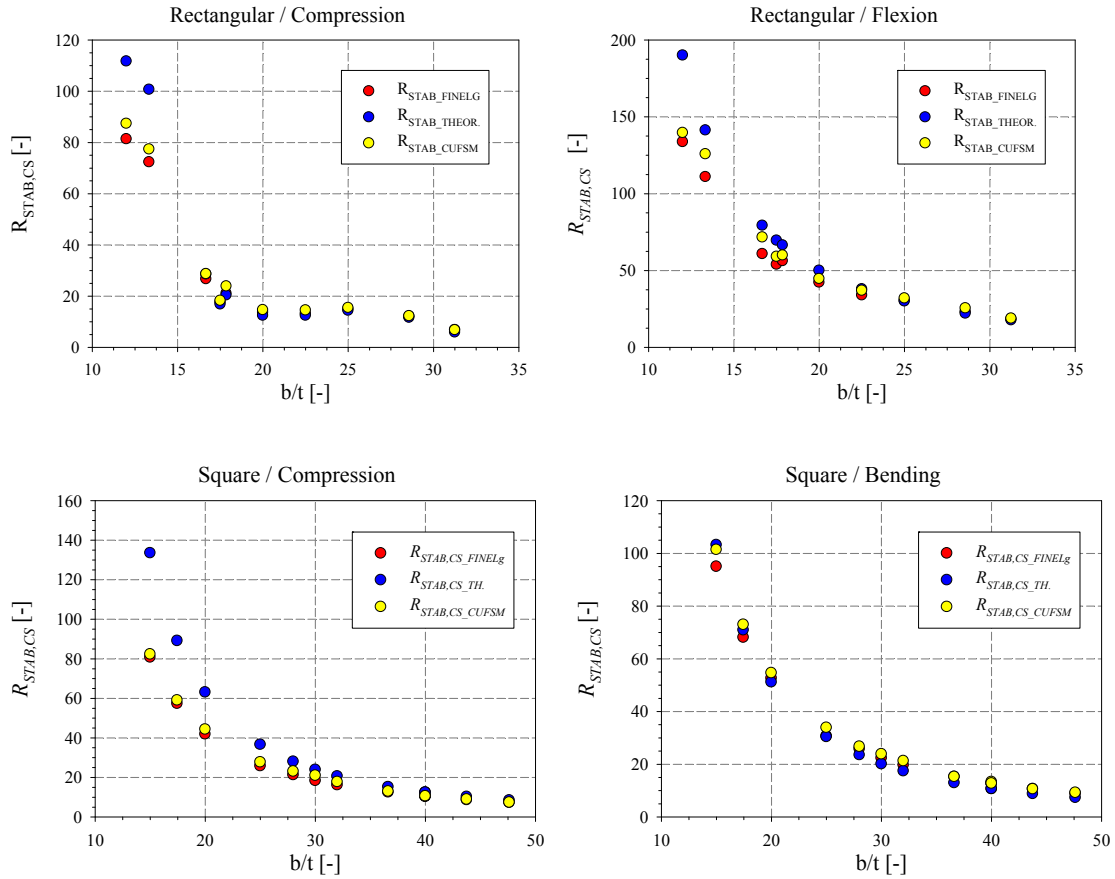 Rectangular / Compression
R_STAB,CS [-]
120
100
80
60
40
20
0
R_STAB_FINELG
R_STAB_THEOR.
R_STAB_CUFSM
10 15 20 25 30 35
b/t [-]
Rectangular / Flexion
R_STAB,CS [-]
200
150
100
50
0
R_STAB_FINELG
R_STAB_THEOR.
R_STAB_CUFSM
10 15 20 25 30 35
b/t [-]
Square / Compression
R_STAB,CS [-]
160
140
120
100
80
60
40
20
0
R_STAB,CS_FINELg
R_STAB,CS_TH.
R_STAB,CS_CUFSM
10 20 30 40 50
b/t [-]
Square / Bending
R_STAB,CS [-]
120
100
80
60
40
20
0
R_STAB,CS_FINELg
R_STAB,CS_TH.
R_STAB,CS_CUFSM
10 20 30 40 50
b/t [-]